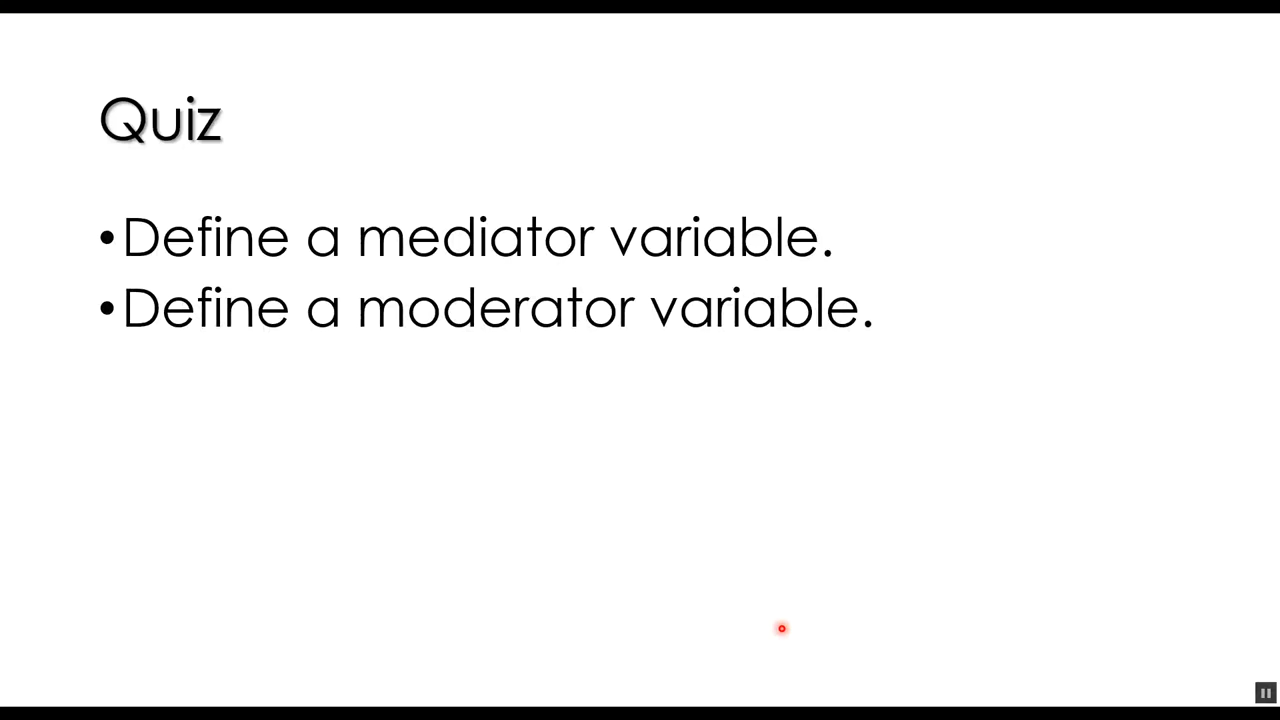 Quiz
•Define a mediator variable.
•Define a moderator variable.